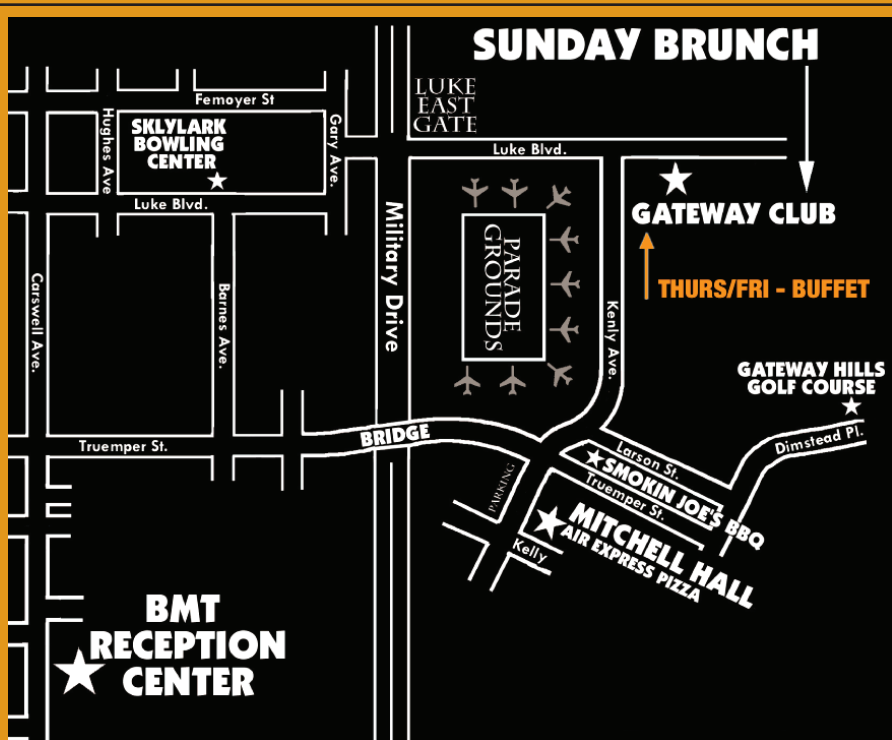 SUNDAY BRUNCH
LUKE
EAST
GATE
Femoyer St
Hughes Ave
SKLYLARK
BOWLING
CENTER
Gary Ave.
Luke Blvd.
Luke Blvd.
GATEWAY CLUB
THURS/FRI - BUFFET
Military Drive
PARADE
GROUNDS
Carswell Ave.
Barnes Ave.
Kenly Ave.
GATEWAY HILLS
GOLF COURSE
Dimstead Pl.
Truemper St.
BRIDGE
Larson St.
SMOKIN JOE'S BBQ
Truemper St.
PARKING
MITCHELL HALL
AIR EXPRESS PIZZA
Kelly
BMT
RECEPTION
CENTER